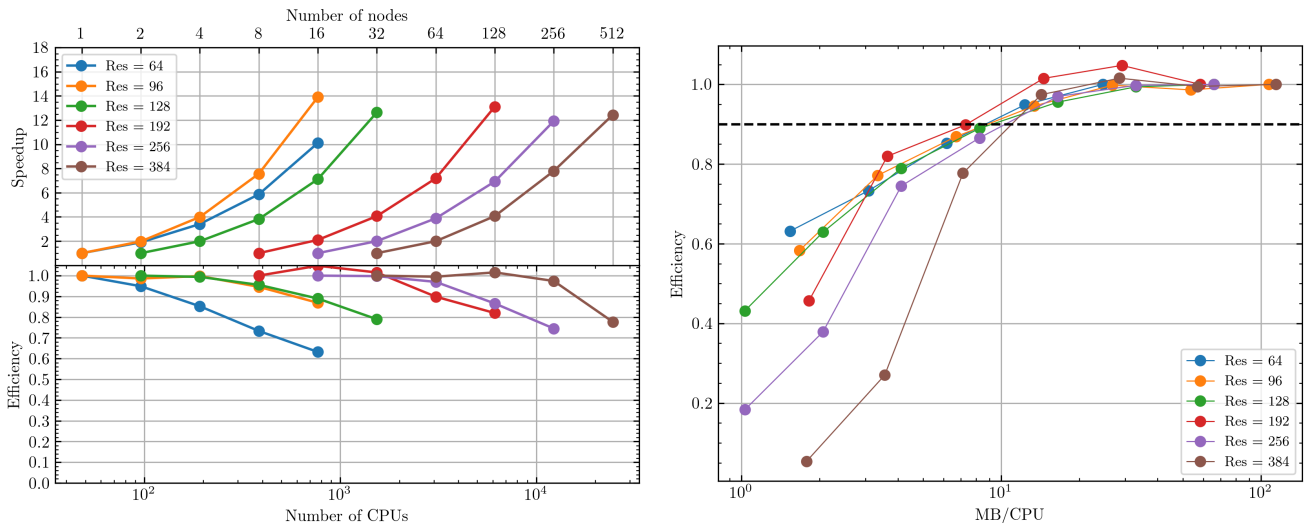 Number of nodes
1 2 4 8 16 32 64 128 256 512
18
16
14
12
10
8
6
4
2
Speedup
Res = 64
Res = 96
Res = 128
Res = 192
Res = 256
Res = 384
1.0
0.9
0.8
0.7
0.6
0.5
0.4
0.3
0.2
0.1
0.0
Efficiency
10² 10³ 10⁴
Number of CPUs
1.0
0.8
0.6
0.4
0.2
Efficiency
Res = 64
Res = 96
Res = 128
Res = 192
Res = 256
Res = 384
10⁰ 10¹ 10²
MB/CPU